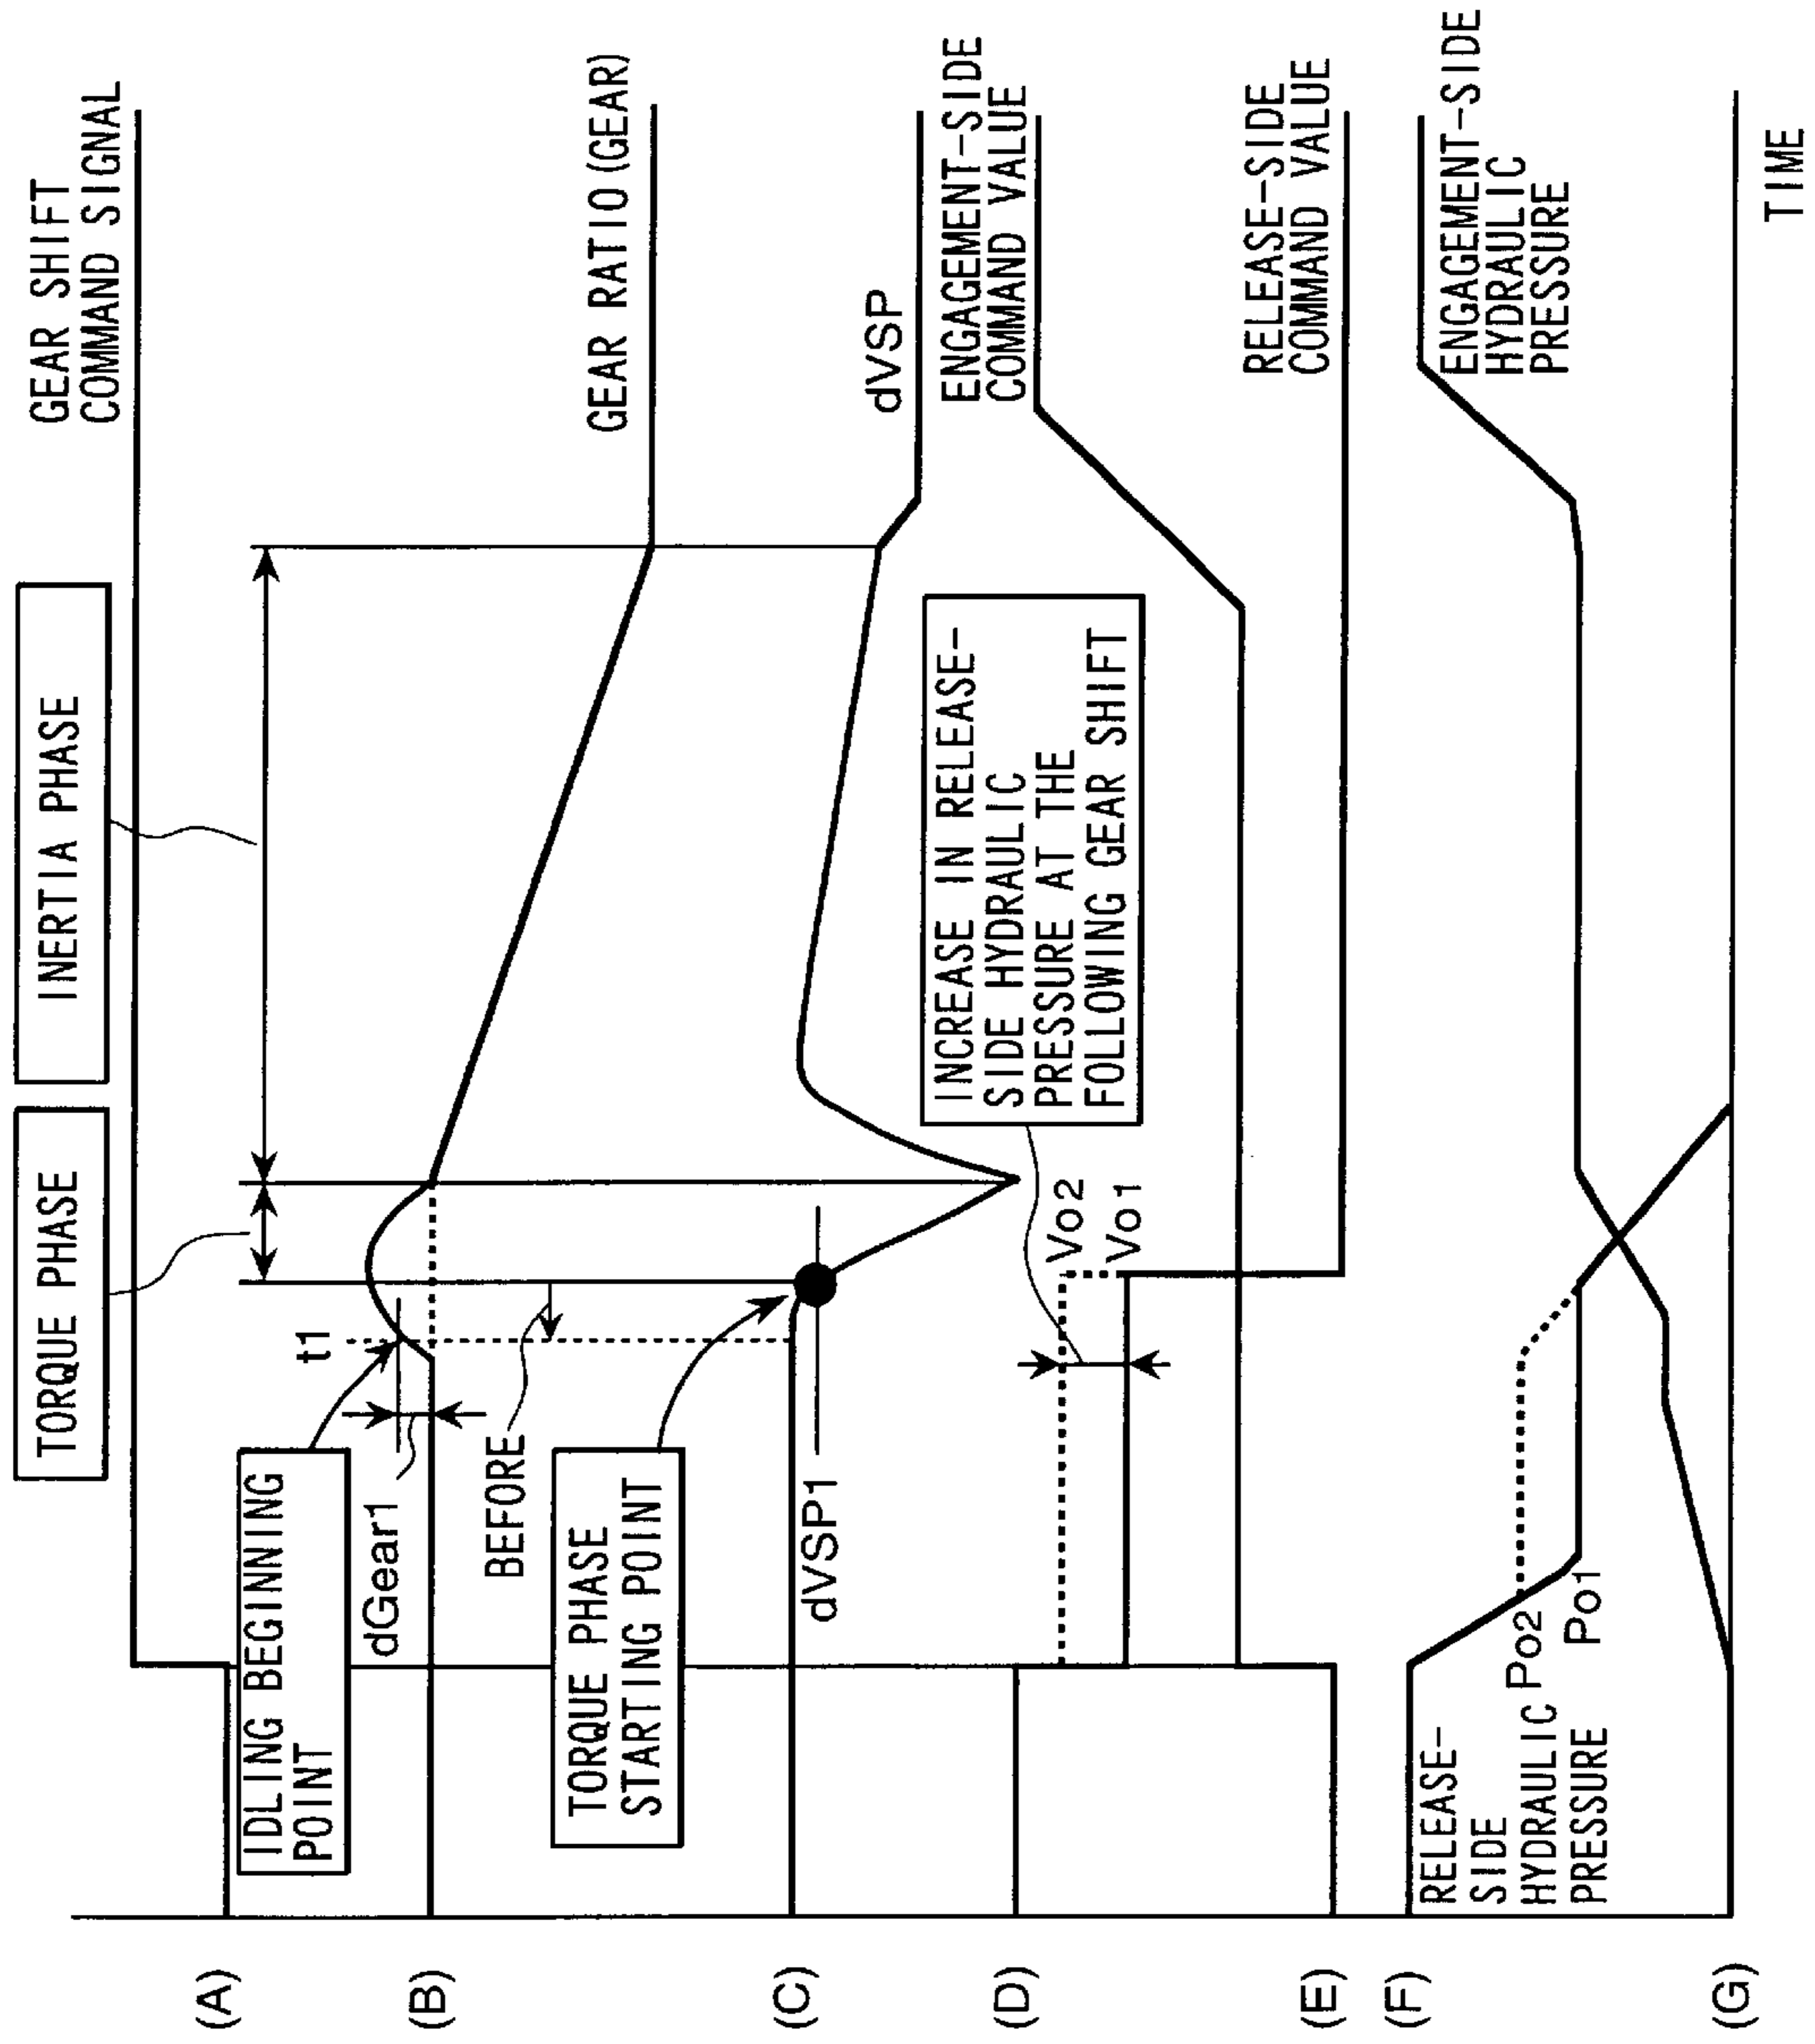 GEAR SHIFT
COMMAND SIGNAL
TORQUE PHASE
INERTIA PHASE
(A)
IDLING BEGINNING
POINT
t1
dGear1
GEAR RATIO (GEAR)
(B)
BEFORE
TORQUE PHASE
STARTING POINT
dVSP1
dVSP
(C)
INCREASE IN RELEASE-
SIDE HYDRAULIC
PRESSURE AT THE
FOLLOWING GEAR SHIFT
ENGAGEMENT-SIDE
COMMAND VALUE
(D)
Vo2
Vo1
RELEASE-SIDE
COMMAND VALUE
(E)
(F)
RELEASE-
SIDE
HYDRAULIC
PRESSURE
Po2
Po1
ENGAGEMENT-SIDE
HYDRAULIC
PRESSURE
(G)
TIME